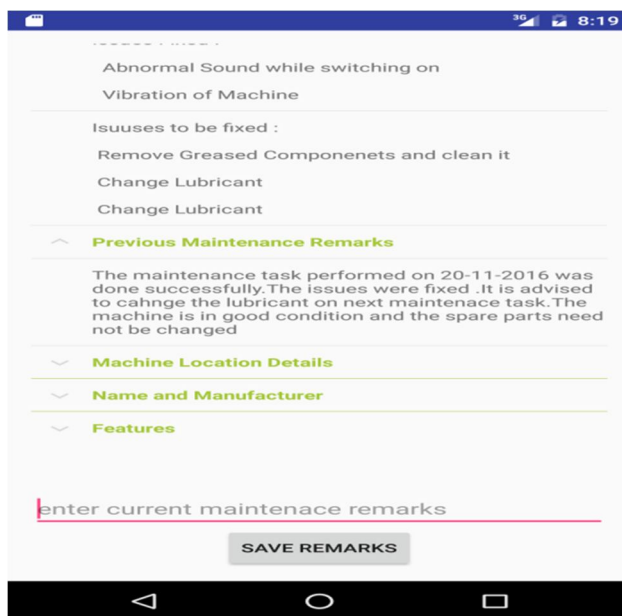 3G 8:19
Abnormal Sound while switching on
Vibration of Machine
Isuuses to be fixed :
Remove Greased Componenets and clean it
Change Lubricant
Change Lubricant
Previous Maintenance Remarks
The maintenance task performed on 20-11-2016 was
done successfully.The issues were fixed .It is advised
to cahnge the lubricant on next maintenace task.The
machine is in good condition and the spare parts need
not be changed
Machine Location Details
Name and Manufacturer
Features
enter current maintenace remarks
SAVE REMARKS